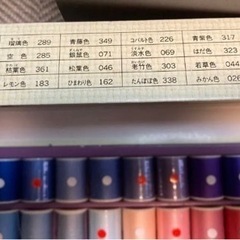 瑠璃色 289 青藤色 349 コバルト色 226 青紫色 317
空色 285 銀鼠色 071 淡水色 069 はだ色 323
枯葉色 361 松葉色 046 老竹色 303 若草色 044
レモン色 183 ひまわり色 162 たんぽぽ色 338 みかん色 026